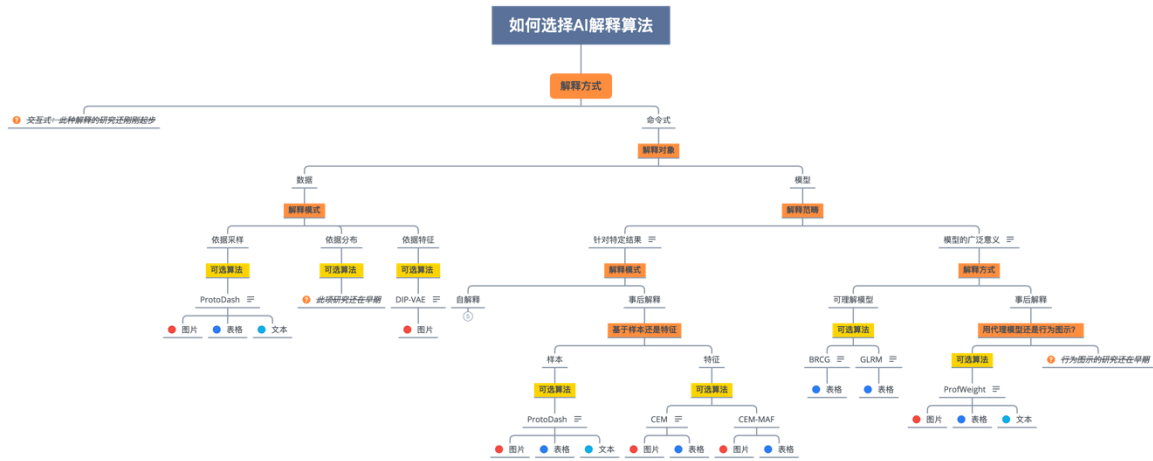 如何选择AI解释算法
解释方式
交互式：此种解释的研究还刚刚起步
命令式
解释对象
数据
模型
解释模式
解释范畴
依据采样
依据分布
依据特征
针对特定结果
模型的广泛意义
可选算法
可选算法
可选算法
解释模式
解释方式
ProtoDash
此项研究还在早期
DIP-VAE
自解释
事后解释
可理解模型
事后解释
图片
表格
文本
图片
基于样本还是特征
可选算法
用代理模型还是行为图示？
样本
特征
BRCG
GLRM
可选算法
行为图示的研究还在早期
可选算法
可选算法
表格
表格
ProfWeight
ProtoDash
CEM
CEM-MAF
图片
表格
文本
图片
表格
文本
图片
表格
图片
表格